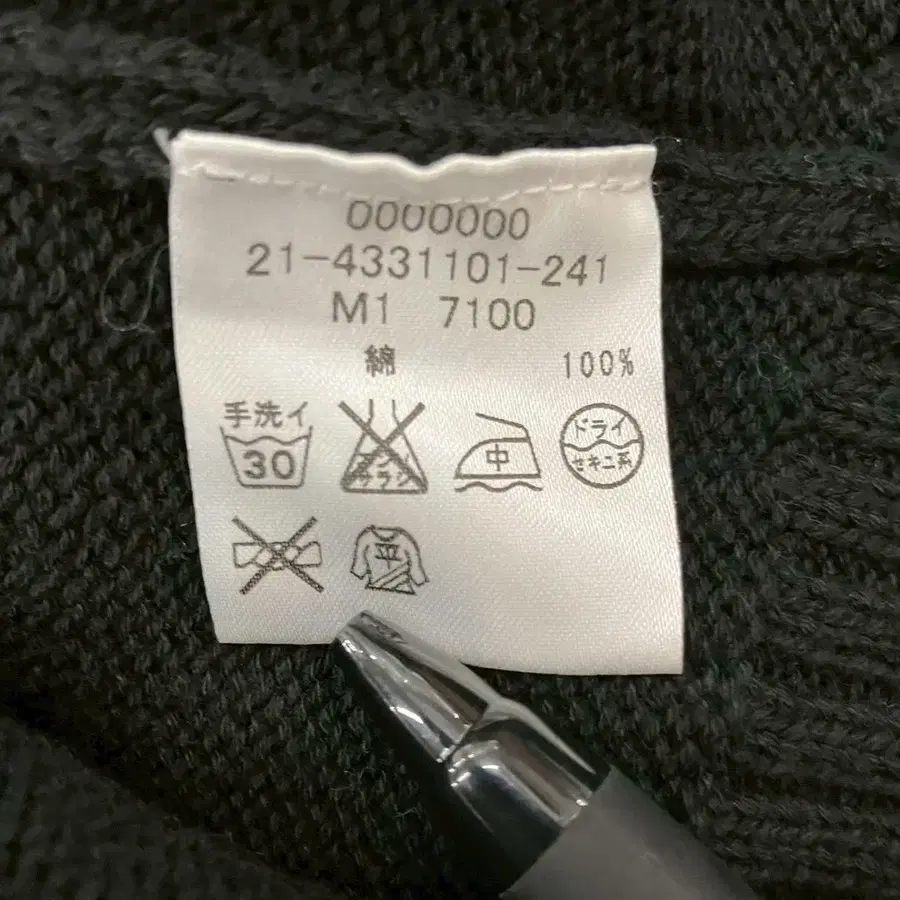 0000000
21-4331101-241
M1 7100
綿 100%
手洗イ
30
エンソ
サラシ
中
ドライ
セキユ系
平